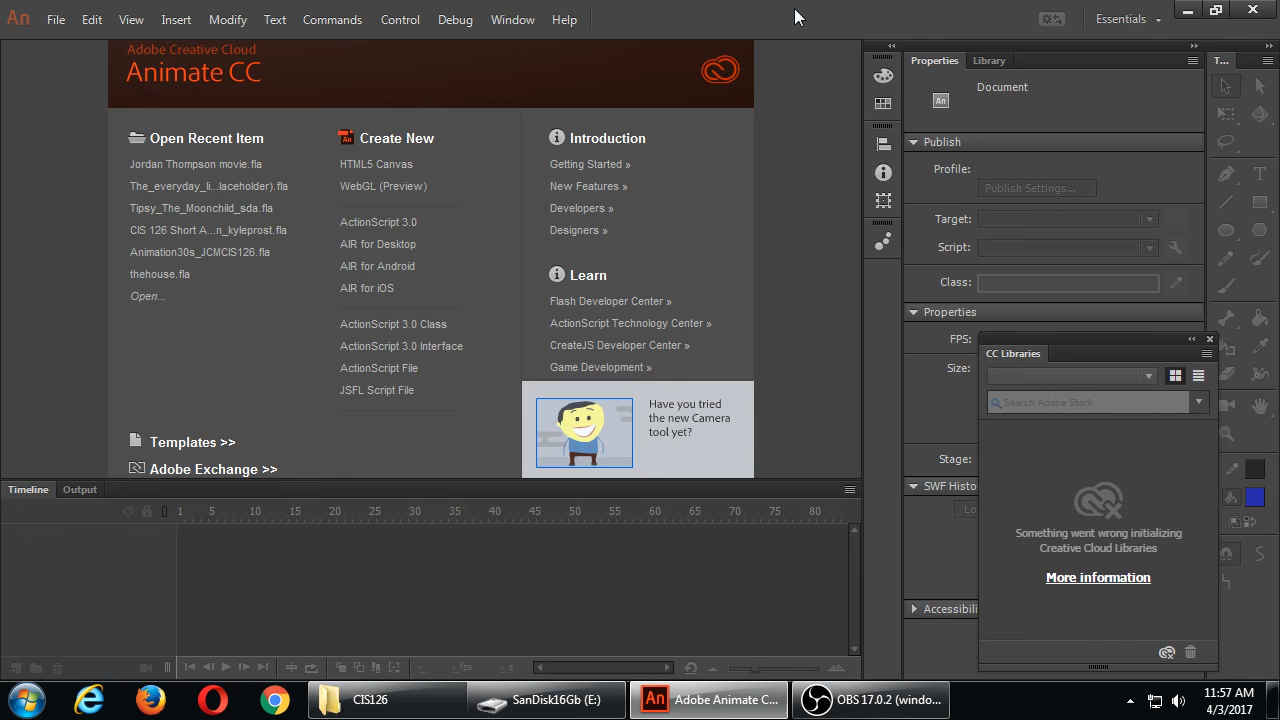 An File Edit View Insert Modify Text Commands Control Debug Window Help Essentials
Adobe Creative Cloud
Animate CC
Open Recent Item
Jordan Thompson movie.fla
The_everyday_li...laceholder).fla
Tipsy_The_Moonchild_sda.fla
CIS 126 Short A...n_kyleprost.fla
Animation30s_JCMCIS126.fla
thehouse.fla
Open...
Templates >>
Adobe Exchange >>
Create New
HTML5 Canvas
WebGL (Preview)
ActionScript 3.0
AIR for Desktop
AIR for Android
AIR for iOS
ActionScript 3.0 Class
ActionScript 3.0 Interface
ActionScript File
JSFL Script File
Introduction
Getting Started »
New Features »
Developers »
Designers »
Learn
Flash Developer Center »
ActionScript Technology Center »
CreateJS Developer Center »
Game Development »
Have you tried
the new Camera
tool yet?
Properties Library
T...
An Document
Publish
Profile:
Publish Settings...
Target:
Script:
Class:
Properties
FPS:
Size:
Stage:
SWF Histo
Lo
Accessibili
CC Libraries
Search Adobe Stock
Something went wrong initializing
Creative Cloud Libraries
More information
Timeline Output
1 5 10 15 20 25 30 35 40 45 50 55 60 65 70 75 80
fps s
CIS126 SanDisk16Gb (E:) An Adobe Animate C... OBS 17.0.2 (windo...
11:57 AM
4/3/2017